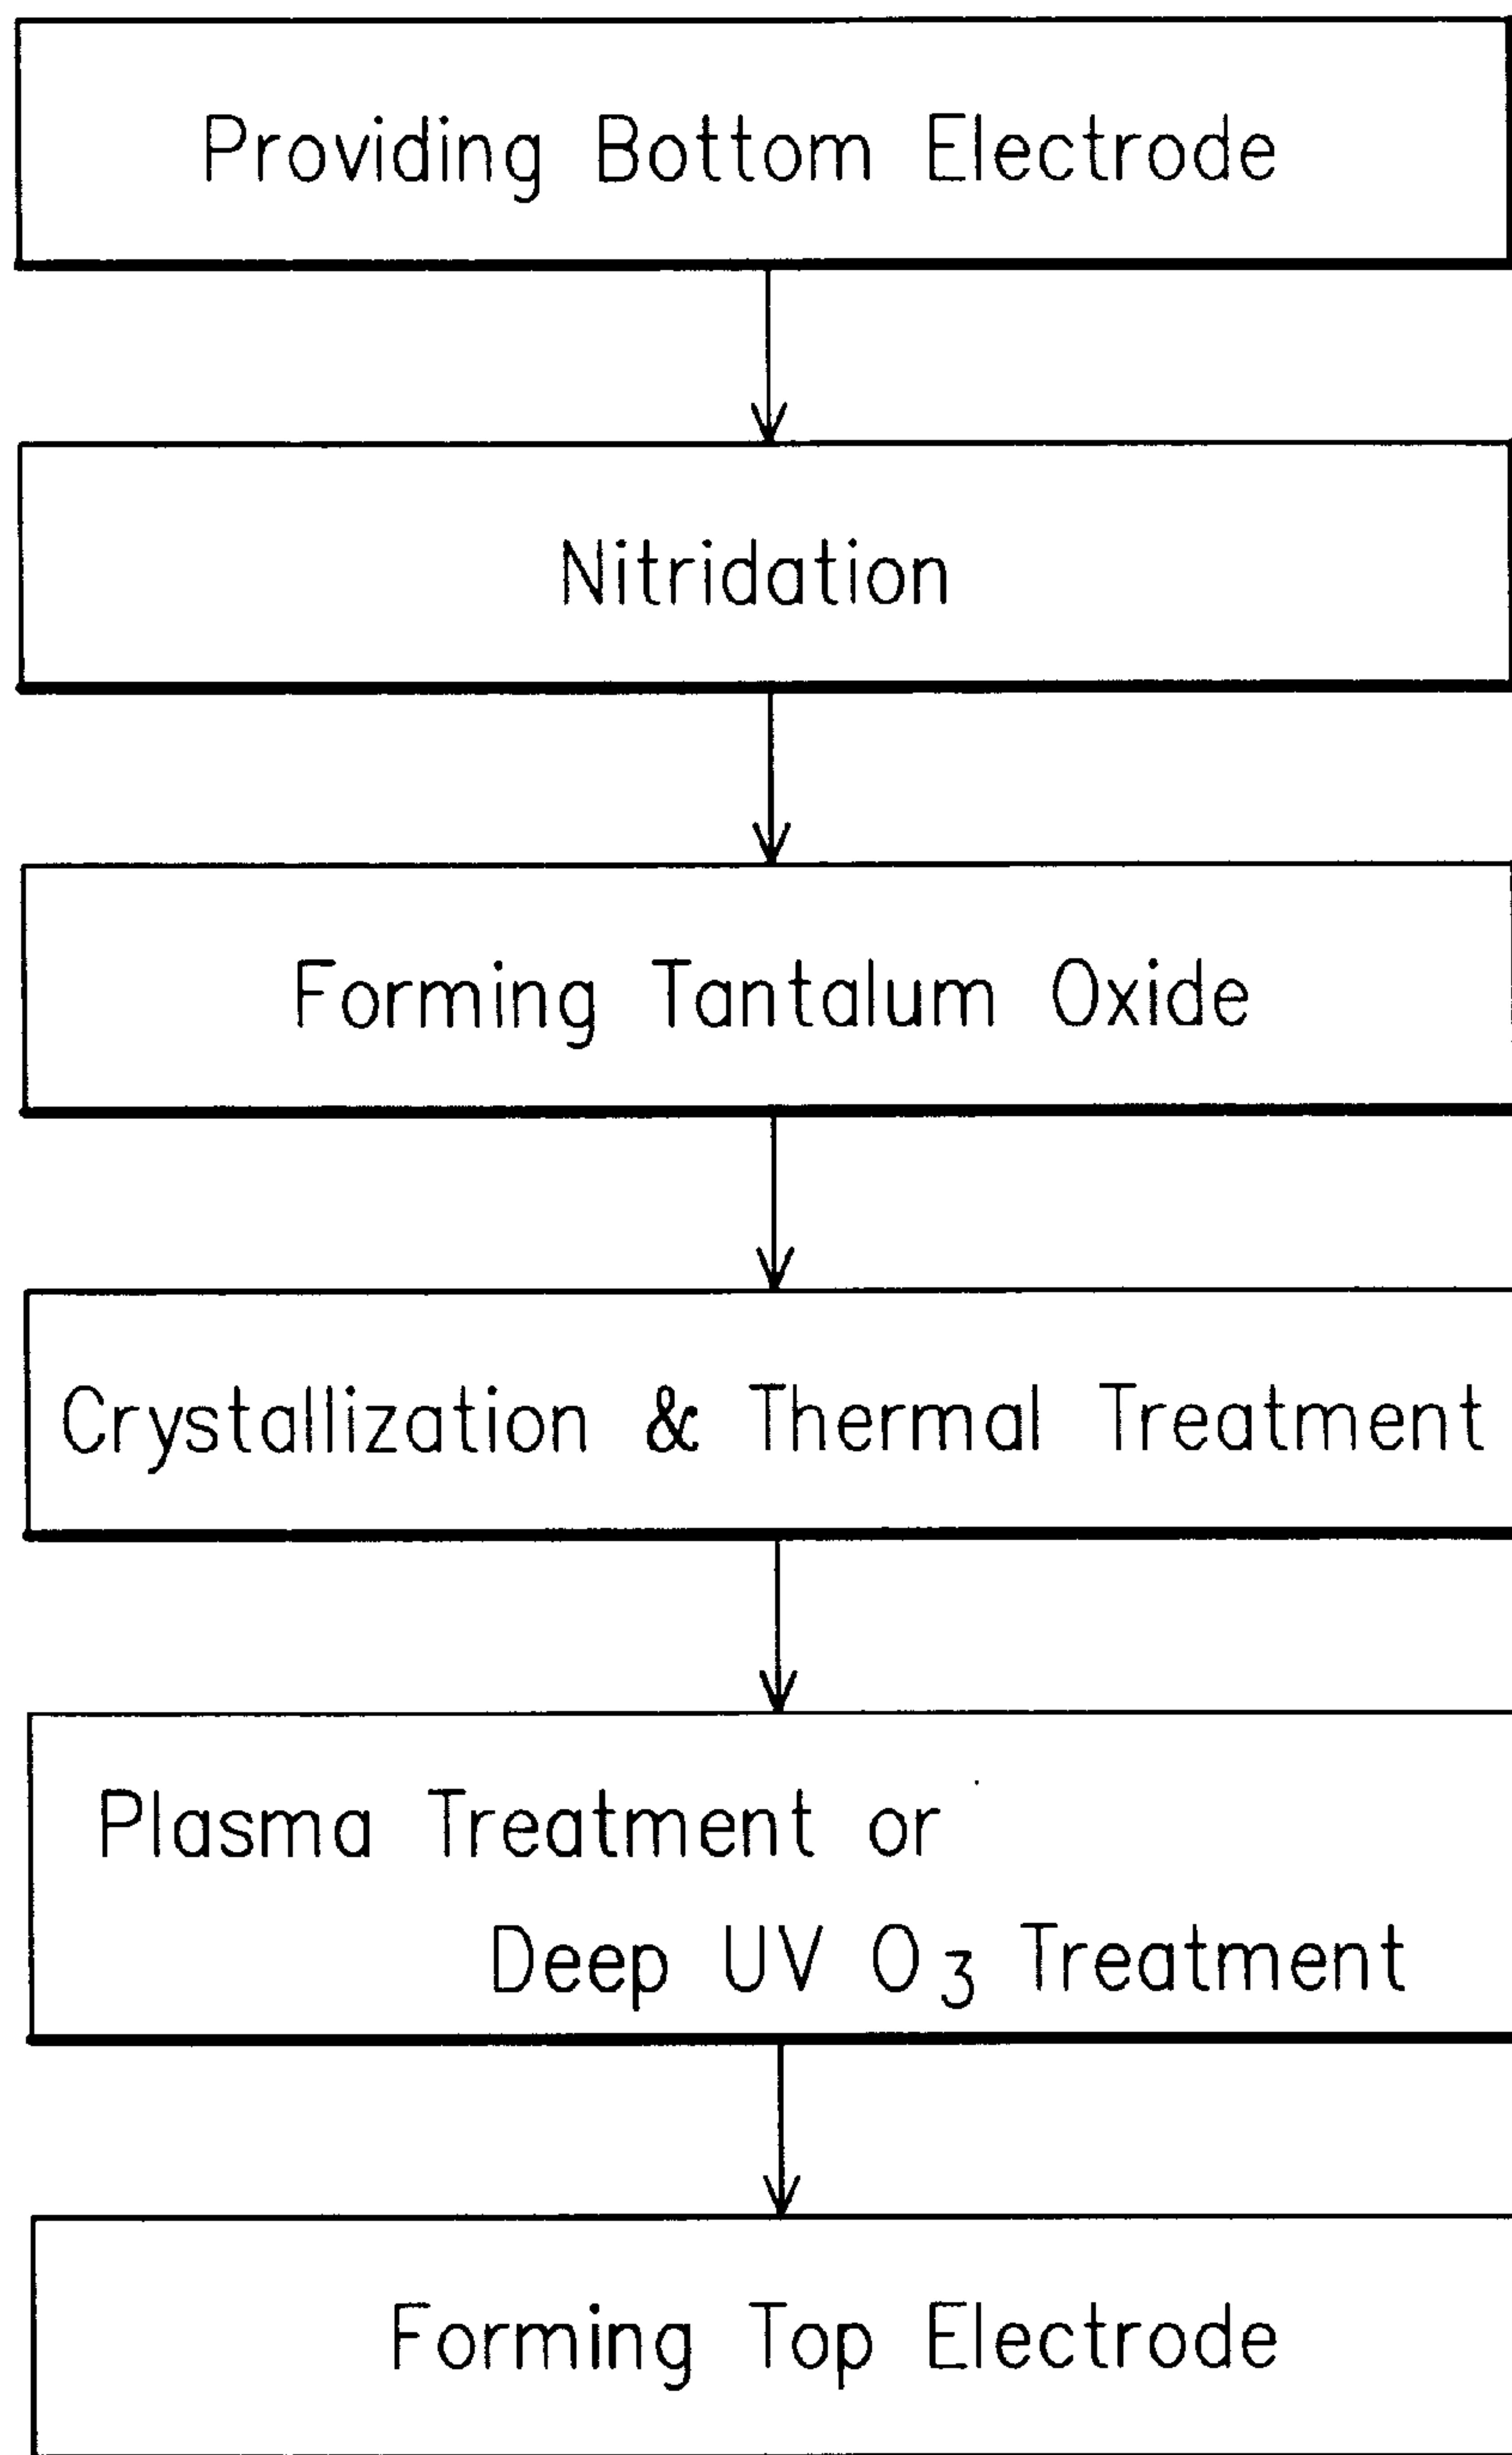 Providing Bottom Electrode
Nitridation
Forming Tantalum Oxide
Crystallization & Thermal Treatment
Plasma Treatment or
Deep UV O₃ Treatment
Forming Top Electrode